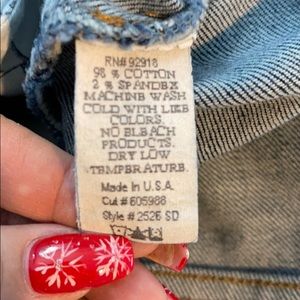 RN# 92918
98 % COTTON
2 % SPANDEX
MACHINE WASH
COLD WITH LIKE
COLORS.
NO BLEACH
PRODUCTS.
DRY LOW
TEMPERATURE.
Made In U.S.A.
Cut # 605988
Style # 2525 SD